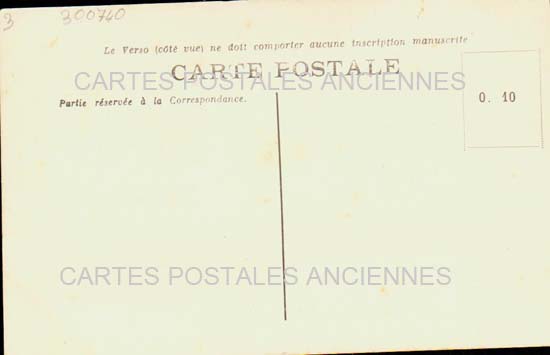 3 300740
Le Verso (côté vue) ne doit comporter aucune inscription manuscrite
CARTE POSTALE
CARTES POSTALES ANCIENNES
Partie réservée à la Correspondance.
0. 10
CARTES POSTALES ANCIENNES